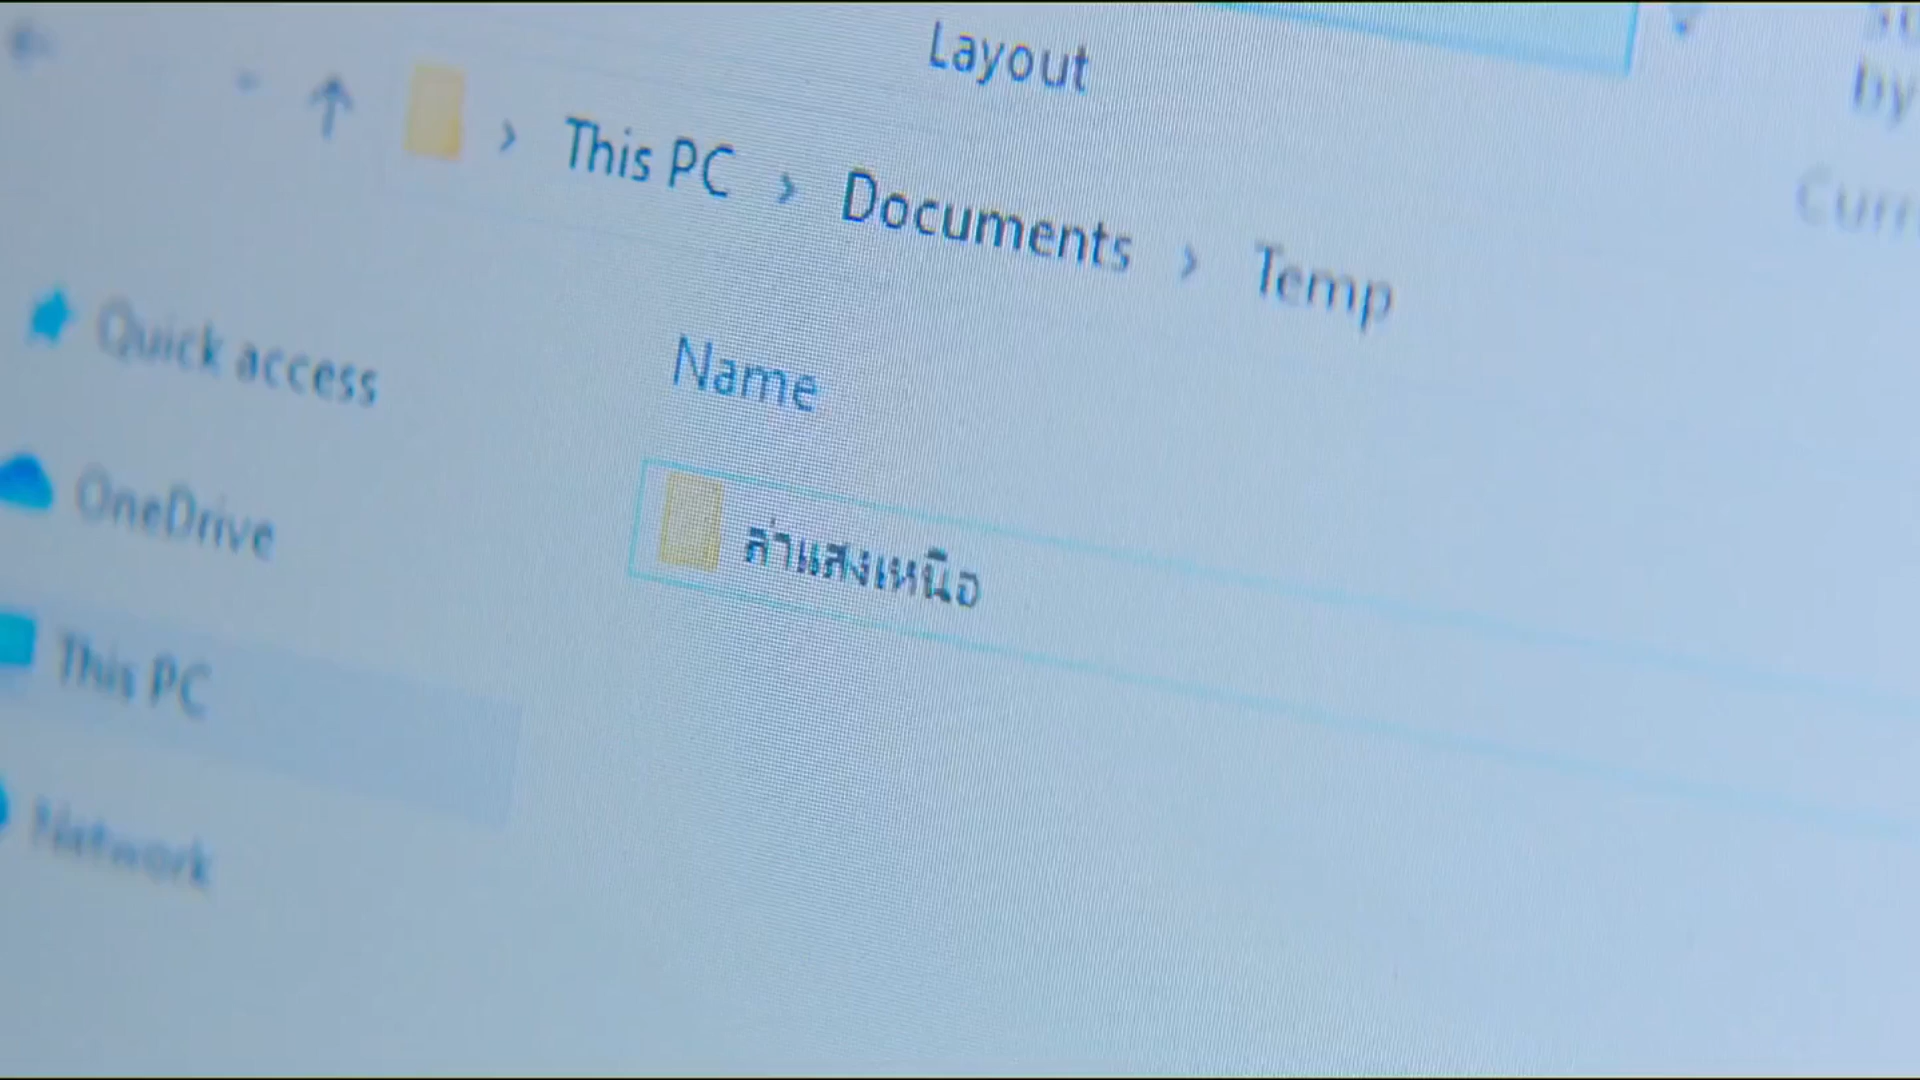 Layout
by
This PC > Documents > Temp
Name
Quick access
ล่าแสงเหนือ
OneDrive
This PC
Network